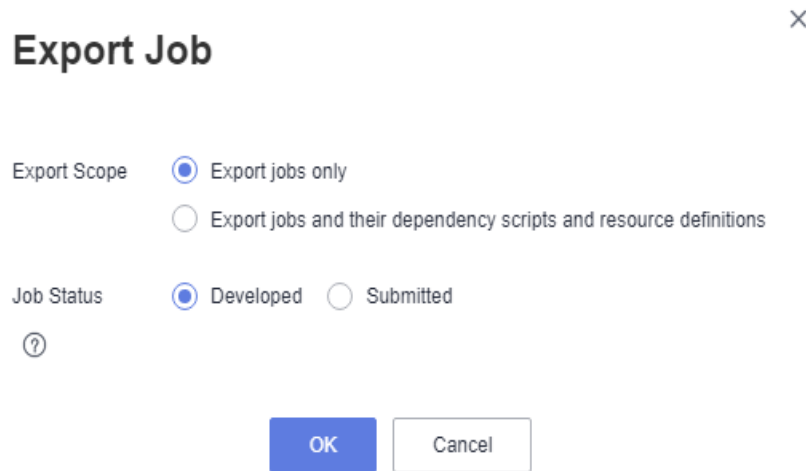 Export Job
Export Scope Export jobs only
Export jobs and their dependency scripts and resource definitions
Job Status Developed Submitted
?
OK Cancel